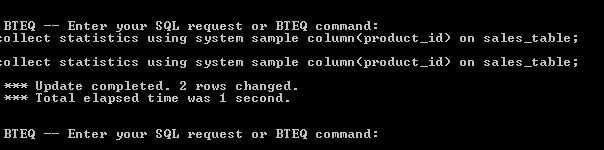 BTEQ -- Enter your SQL request or BTEQ command:
collect statistics using system sample column(product_id) on sales_table;
collect statistics using system sample column(product_id) on sales_table;
*** Update completed. 2 rows changed.
*** Total elapsed time was 1 second.
BTEQ -- Enter your SQL request or BTEQ command: